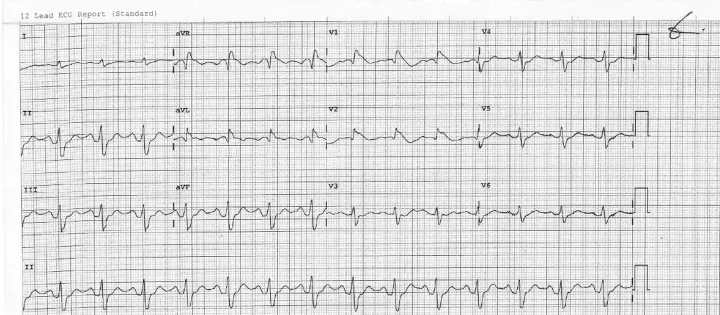 12 Lead ECG Report (Standard)
I aVR V1 V4
II aVL V2 V5
III aVF V3 V6
II